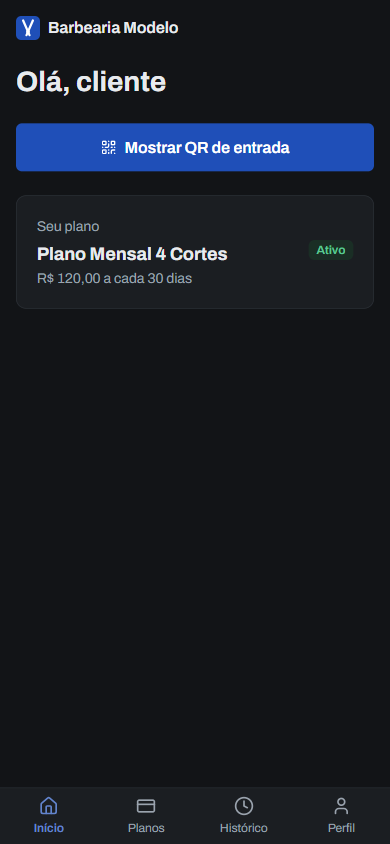 Barbearia Modelo
Olá, cliente
Mostrar QR de entrada
Seu plano
Plano Mensal 4 Cortes
Ativo
R$ 120,00 a cada 30 dias
Início
Planos
Histórico
Perfil